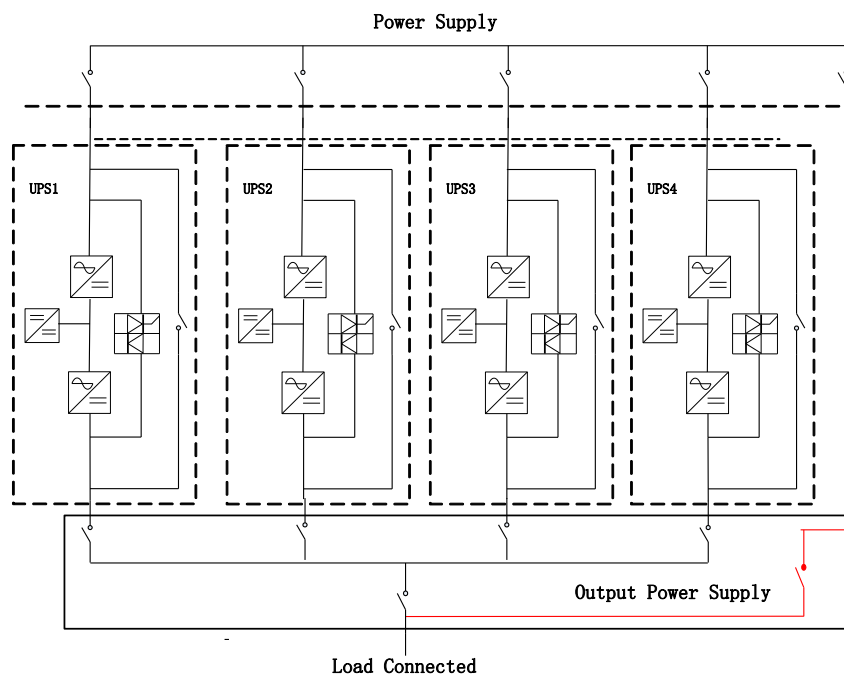 Power Supply
UPS1
UPS2
UPS3
UPS4
Output Power Supply
Load Connected